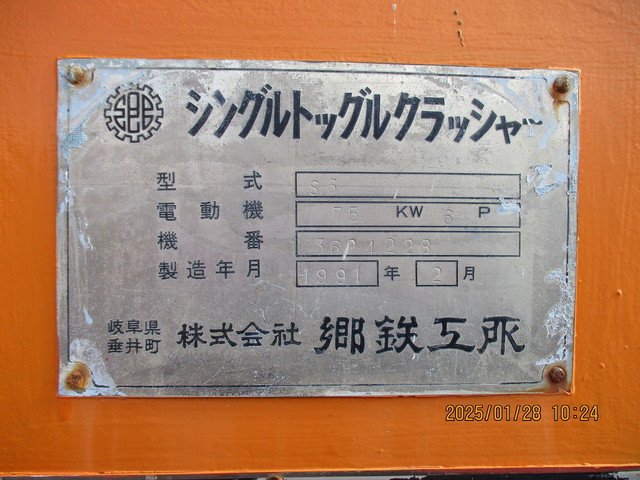 シングルトッグルクラッシャー
型式 S6
電動機 75 KW 6 P
機番 3624228
製造年月 1991 年 2 月
岐阜県
垂井町 株式会社 郷鉄工所
2025/01/28 10:24